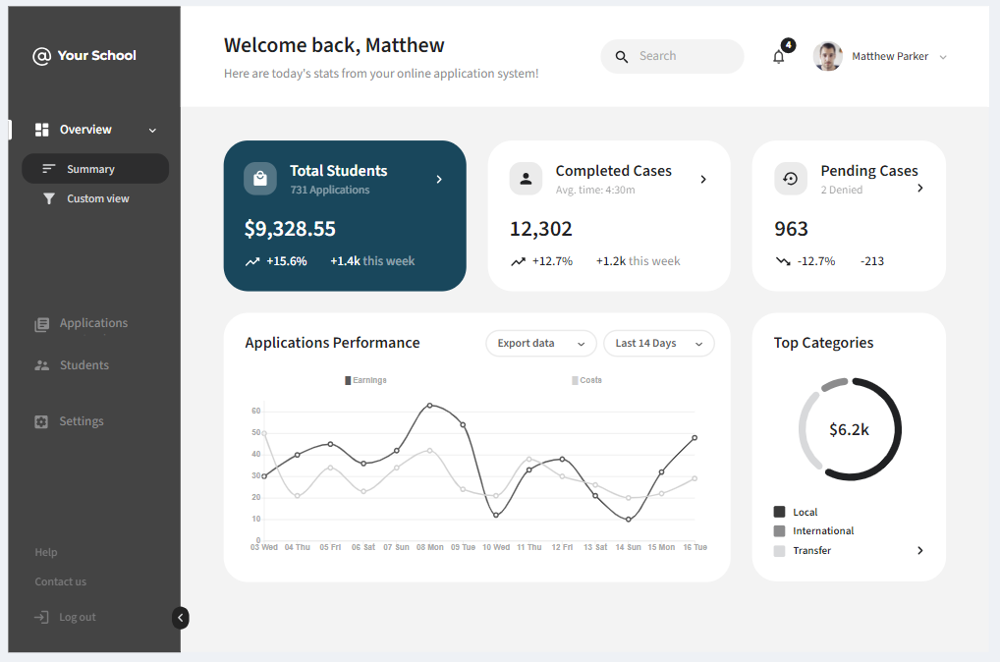 @ Your School
Overview
Summary
Custom view
Applications
Students
Settings
Help
Contact us
Log out
Welcome back, Matthew
Here are today's stats from your online application system!
Search
4
Matthew Parker
Total Students
731 Applications
$9,328.55
+15.6% +1.4k this week
Completed Cases
Avg. time: 4:30m
12,302
+12.7% +1.2k this week
Pending Cases
2 Denied
963
-12.7% -213
Applications Performance
Export data
Last 14 Days
Earnings Costs
60
50
40
30
20
10
0
03 Wed 04 Thu 05 Fri 06 Sat 07 Sun 08 Mon 09 Tue 10 Wed 11 Thu 12 Fri 13 Sat 14 Sun 15 Mon 16 Tue
Top Categories
$6.2k
Local
International
Transfer